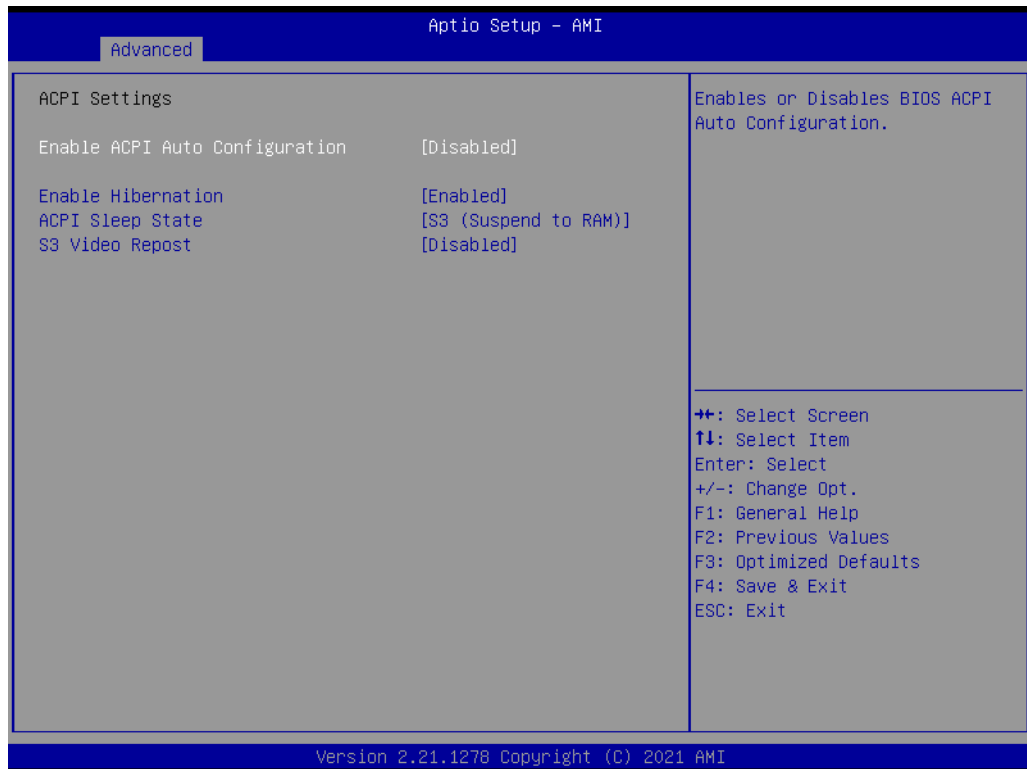 Aptio Setup – AMI
Advanced
ACPI Settings
Enable ACPI Auto Configuration [Disabled]
Enable Hibernation [Enabled]
ACPI Sleep State [S3 (Suspend to RAM)]
S3 Video Repost [Disabled]
Enables or Disables BIOS ACPI
Auto Configuration.
→←: Select Screen
↑↓: Select Item
Enter: Select
+/-: Change Opt.
F1: General Help
F2: Previous Values
F3: Optimized Defaults
F4: Save & Exit
ESC: Exit
Version 2.21.1278 Copyright (C) 2021 AMI